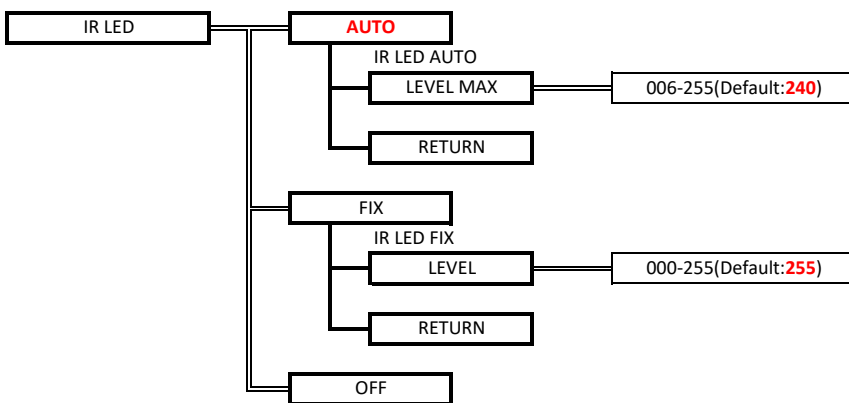 IR LED
AUTO
IR LED AUTO
LEVEL MAX
006-255(Default:240)
RETURN
FIX
IR LED FIX
LEVEL
000-255(Default:255)
RETURN
OFF